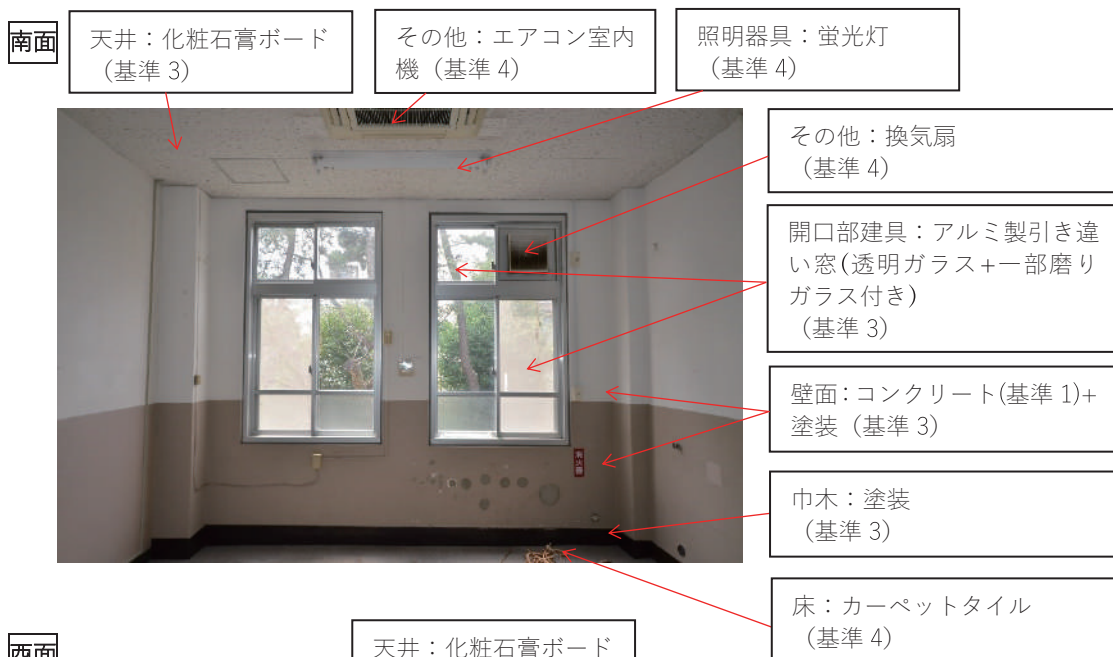 南面
天井：化粧石膏ボード
（基準 3）
その他：エアコン室内
機（基準 4）
照明器具：蛍光灯
（基準 4）
その他：換気扇
（基準 4）
開口部建具：アルミ製引き違
い窓(透明ガラス+一部磨り
ガラス付き)
（基準 3）
壁面：コンクリート(基準 1)+
塗装（基準 3）
消火器
巾木：塗装
（基準 3）
床：カーペットタイル
（基準 4）
西面
天井：化粧石膏ボード